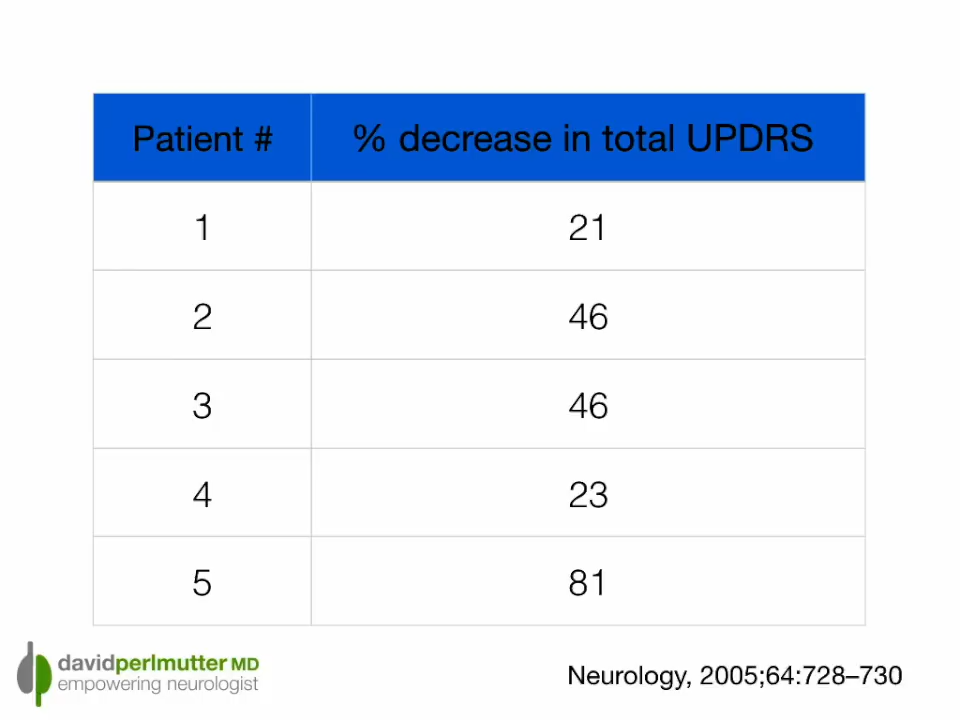 Patient # % decrease in total UPDRS
1 21
2 46
3 46
4 23
5 81
davidperlmutter MD
empowering neurologist
Neurology, 2005;64:728–730